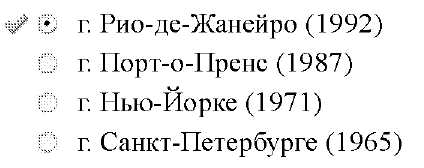 г. Рио-де-Жанейро (1992)
г. Порт-о-Пренс (1987)
г. Нью-Йорке (1971)
г. Санкт-Петербурге (1965)